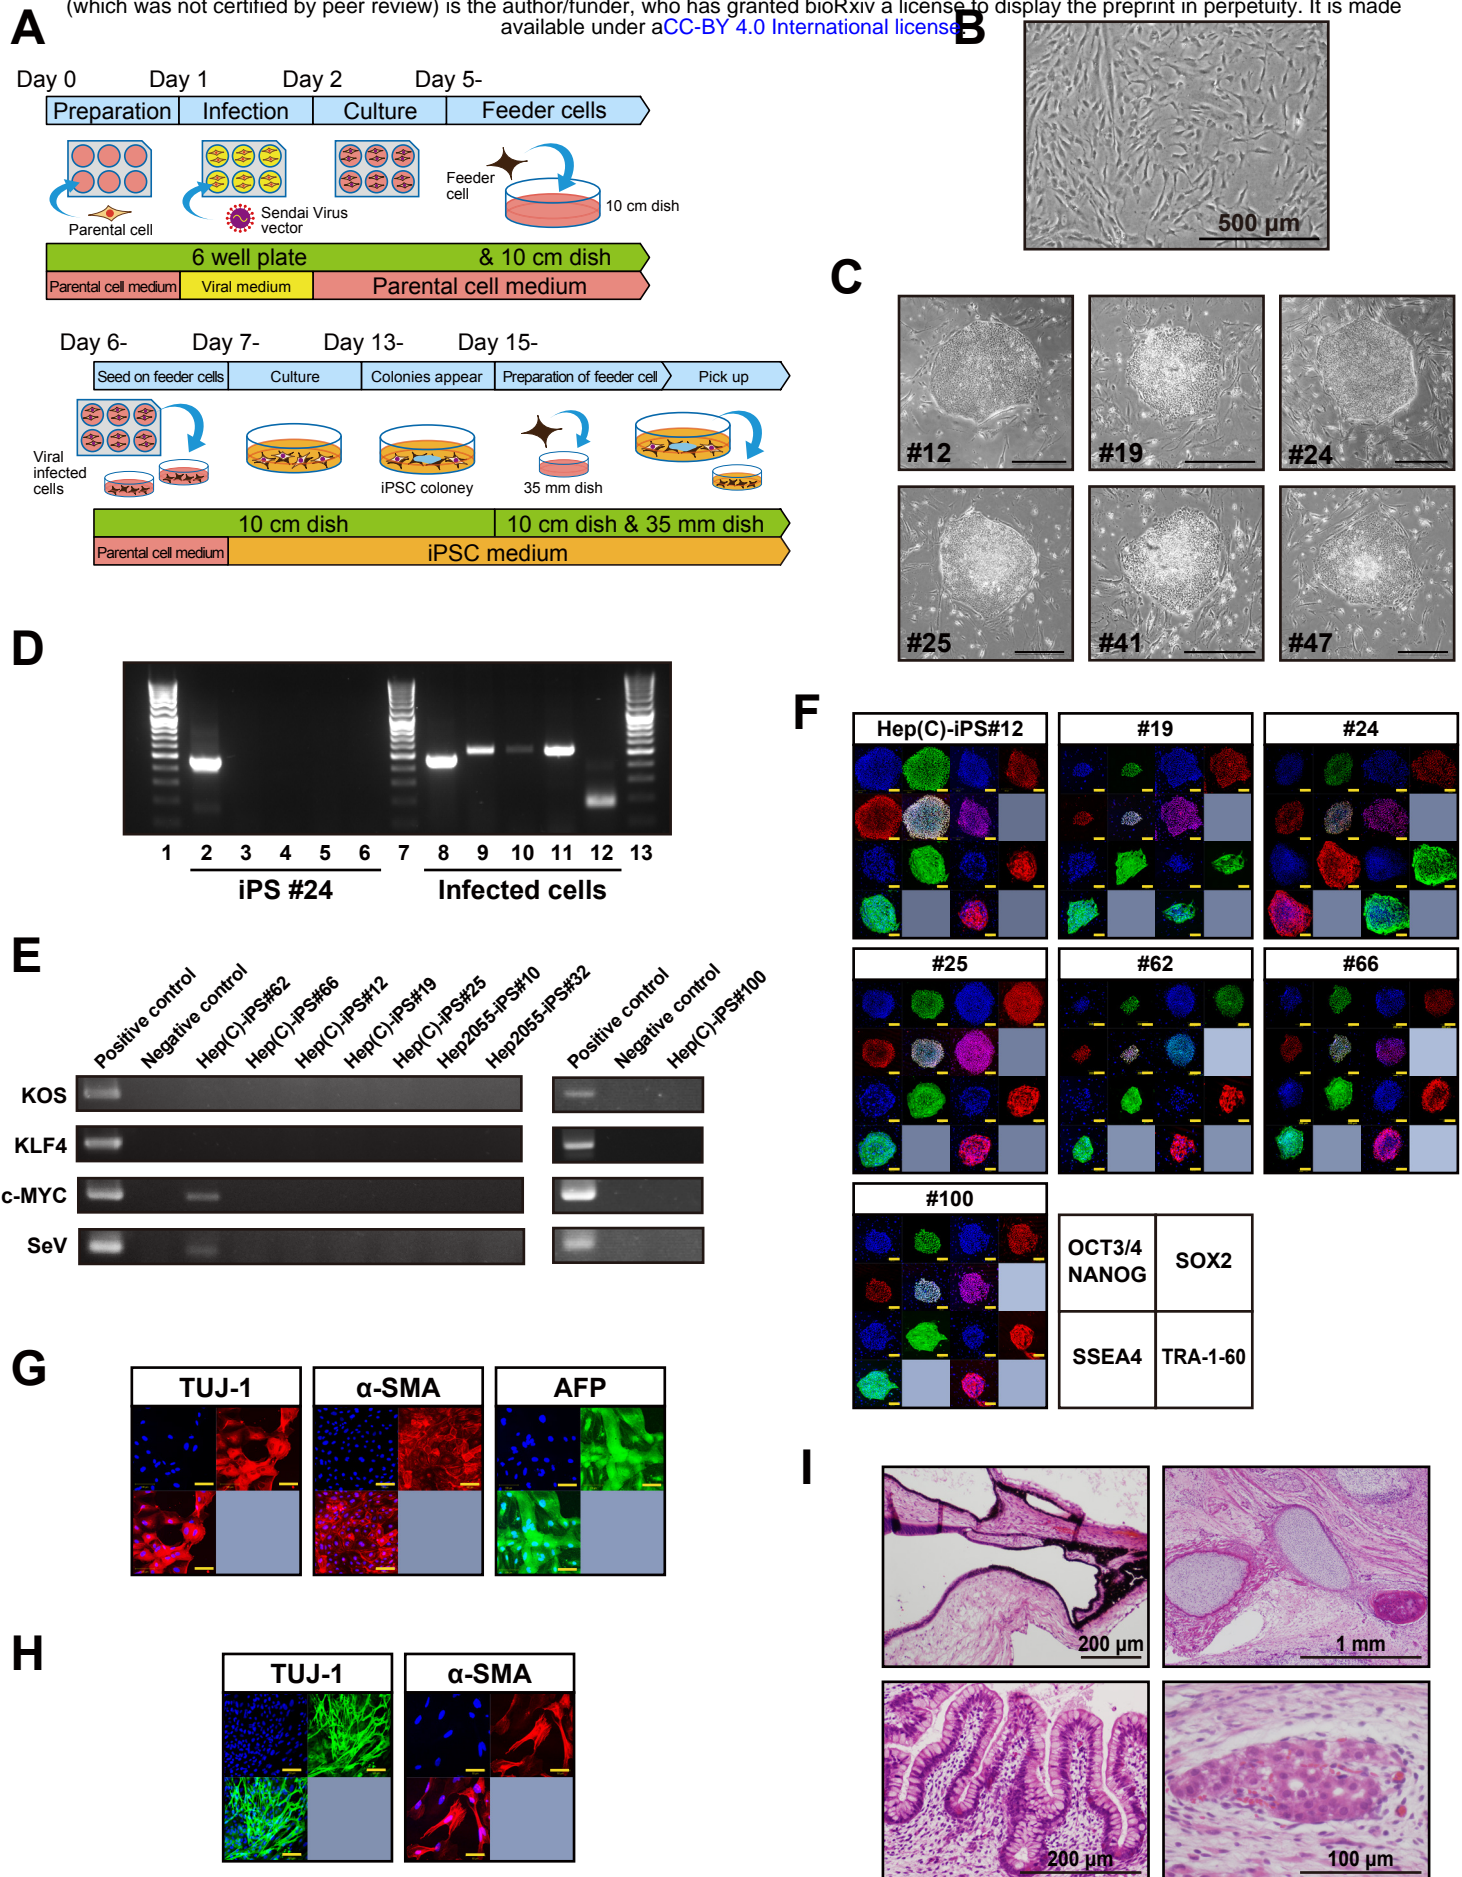 (which was not certified by peer review) is the author/funder, who has granted bioRxiv a license to display the preprint in perpetuity. It is made
available under aCC-BY 4.0 International license.
A
Day 0 Day 1 Day 2 Day 5-
Preparation Infection Culture Feeder cells
Feeder
cell
10 cm dish
Parental cell
Sendai Virus
vector
6 well plate & 10 cm dish
Parental cell medium Viral medium Parental cell medium
Day 6- Day 7- Day 13- Day 15-
Seed on feeder cells Culture Colonies appear Preparation of feeder cell Pick up
Viral
infected
cells
iPSC coloney
35 mm dish
10 cm dish 10 cm dish & 35 mm dish
Parental cell medium iPSC medium
B
500 µm
C
#12 #19 #24
#25 #41 #47
D
1 2 3 4 5 6 7 8 9 10 11 12 13
iPS #24 Infected cells
E
Positive control
Negative control
Hep(C)-iPS#62
Hep(C)-iPS#66
Hep(C)-iPS#12
Hep(C)-iPS#19
Hep(C)-iPS#25
Hep2055-iPS#10
Hep2055-iPS#32
Positive control
Negative control
Hep(C)-iPS#100
KOS
KLF4
c-MYC
SeV
F
Hep(C)-iPS#12 #19 #24
#25 #62 #66
#100
OCT3/4
NANOG
SOX2
SSEA4 TRA-1-60
G
TUJ-1 α-SMA AFP
H
TUJ-1 α-SMA
I
200 µm 1 mm
200 µm 100 µm